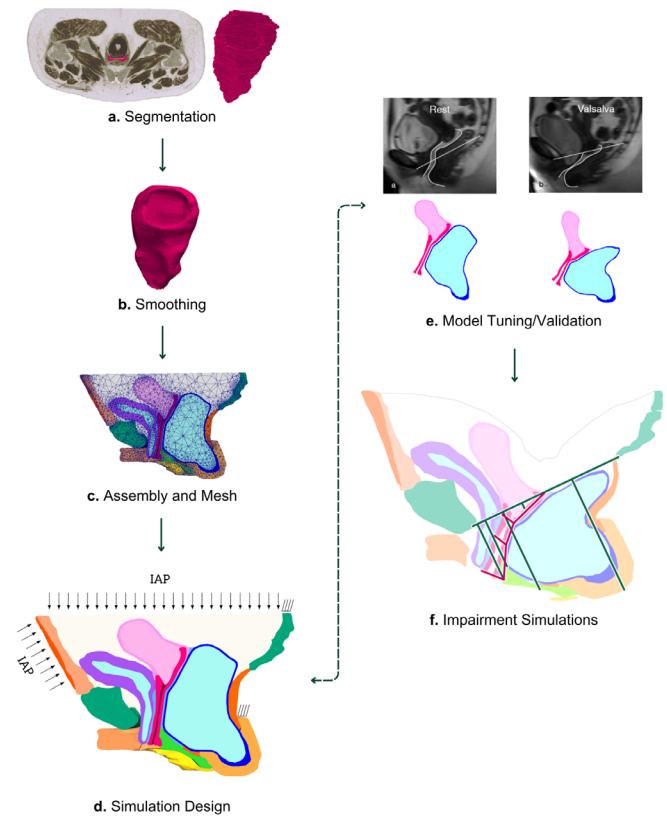 a. Segmentation
b. Smoothing
c. Assembly and Mesh
IAP
IAP
d. Simulation Design
Rest
Valsalva
a
b
e. Model Tuning/Validation
f. Impairment Simulations